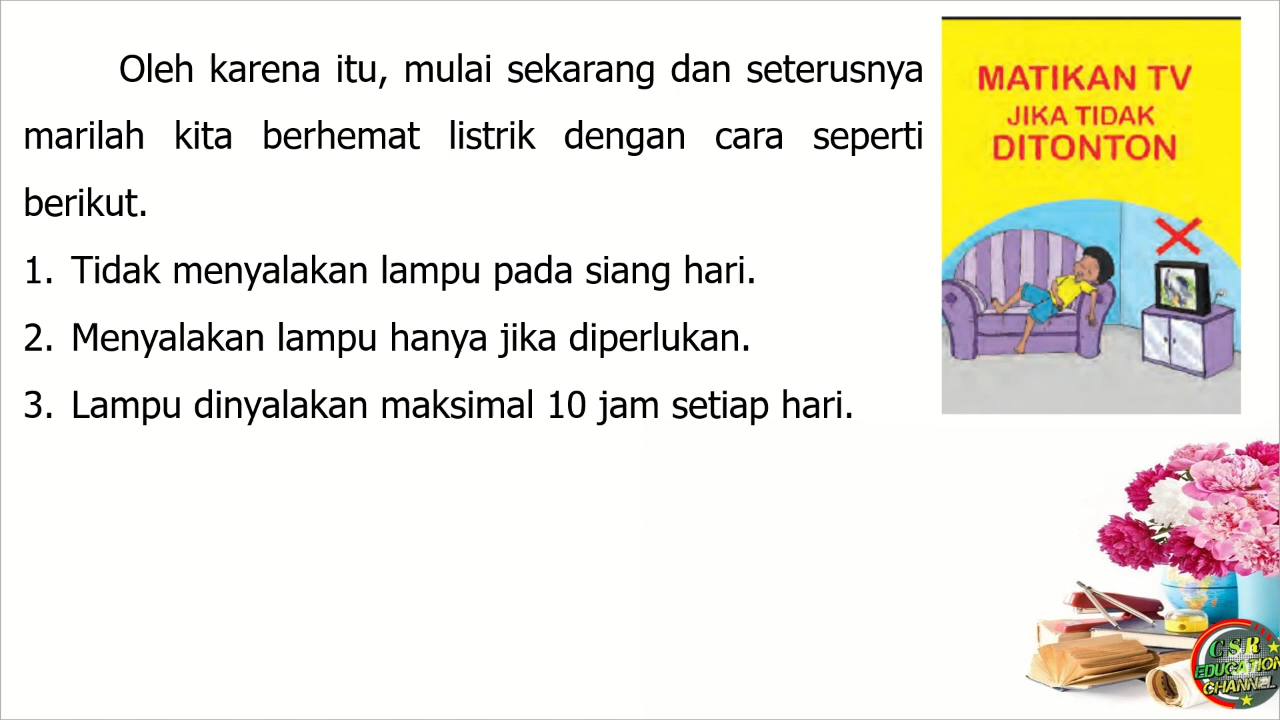 Oleh karena itu, mulai sekarang dan seterusnya
marilah kita berhemat listrik dengan cara seperti
berikut.
1. Tidak menyalakan lampu pada siang hari.
2. Menyalakan lampu hanya jika diperlukan.
3. Lampu dinyalakan maksimal 10 jam setiap hari.
MATIKAN TV
JIKA TIDAK
DITONTON
CSR
EDUCATION
CHANNEL